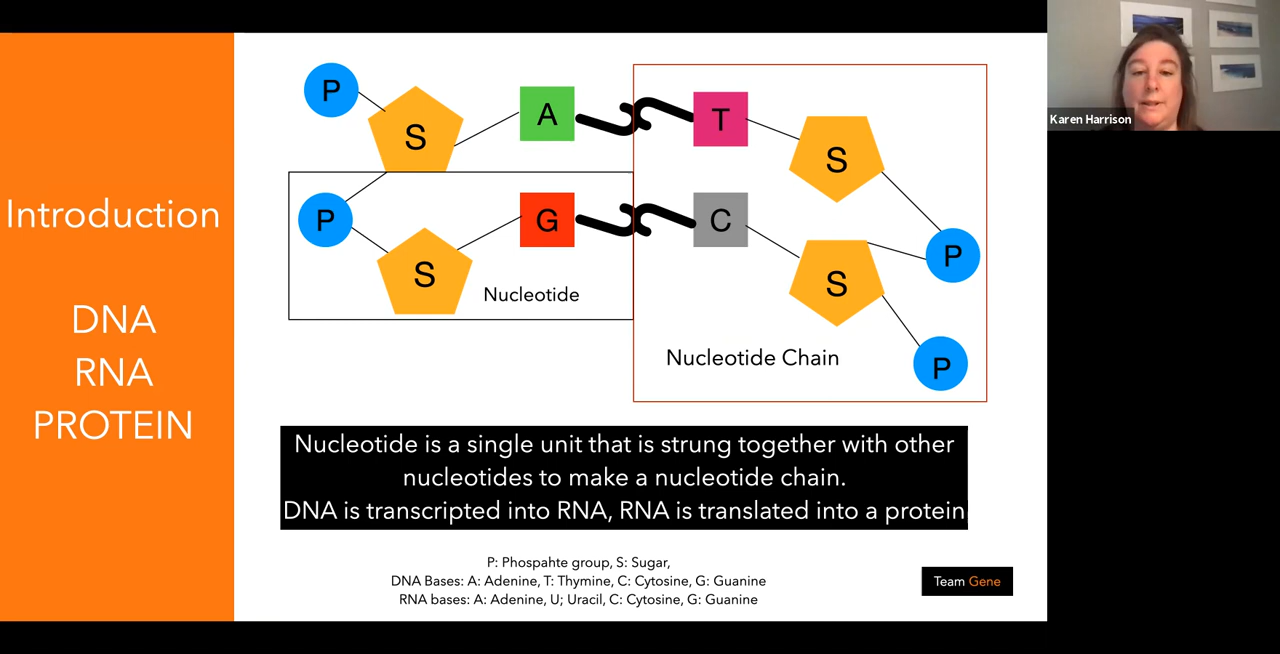 Introduction
DNA
RNA
PROTEIN
P
S
A
T
S
P
S
G
C
S
P
P
Nucleotide
Nucleotide Chain
Nucleotide is a single unit that is strung together with other
nucleotides to make a nucleotide chain.
DNA is transcripted into RNA, RNA is translated into a protein
P: Phospahte group, S: Sugar,
DNA Bases: A: Adenine, T: Thymine, C: Cytosine, G: Guanine
RNA bases: A: Adenine, U; Uracil, C: Cytosine, G: Guanine
Team Gene
Karen Harrison